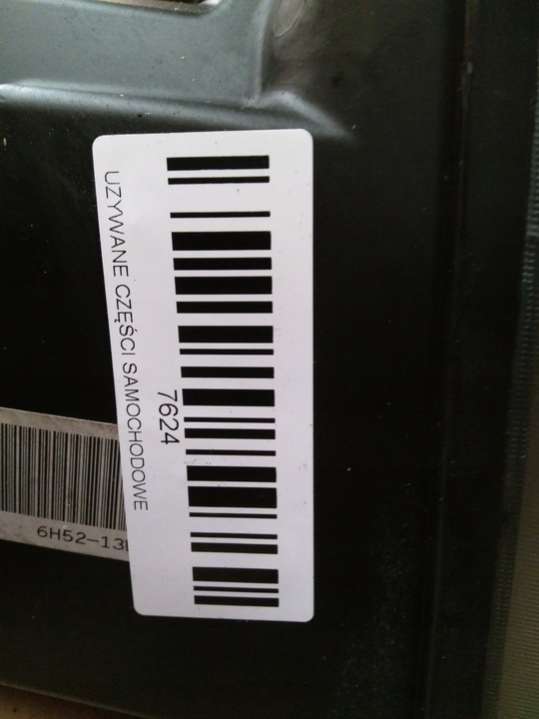 UZYWANE CZĘŚCI SAMOCHODOWE
7624
6H52-13